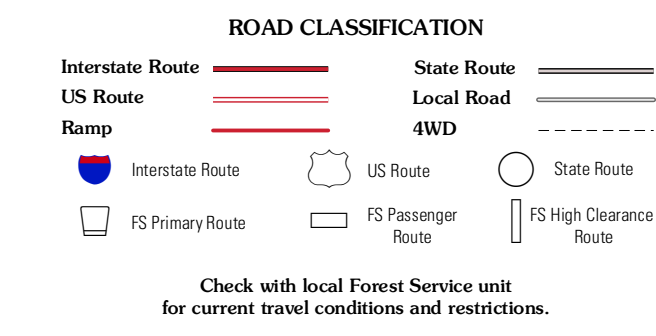 ROAD CLASSIFICATION
Interstate Route
State Route
US Route
Local Road
Ramp
4WD
Interstate Route
US Route
State Route
FS Primary Route
FS Passenger
Route
FS High Clearance
Route
Check with local Forest Service unit
for current travel conditions and restrictions.